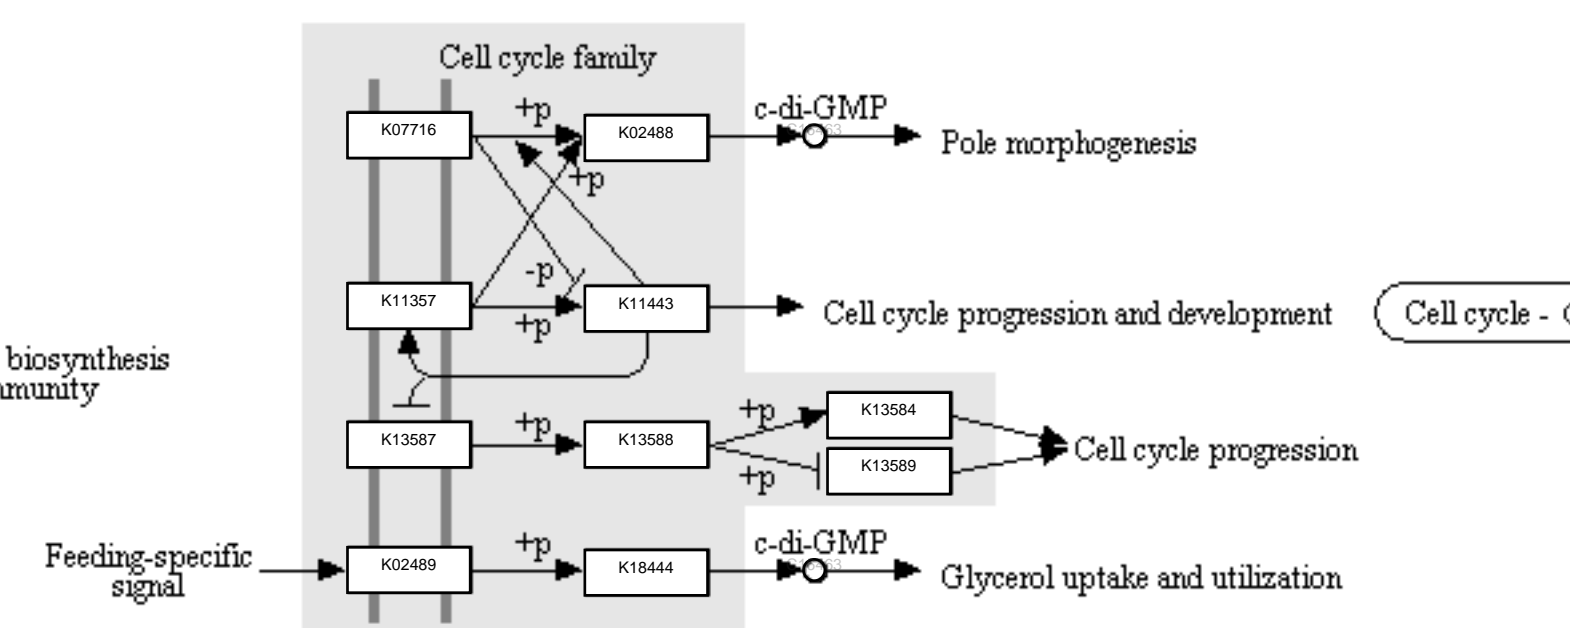 Cell cycle family
+p
c-di-GMP
K07716
K02488
Pole morphogenesis
+p
-p
K11357
K11443
Cell cycle progression and development
Cell cycle -
+p
biosynthesis
+p
K13584
K13587
+p
K13588
Cell cycle progression
K13589
+p
Feeding-specific
signal
K02489
+p
K18444
c-di-GMP
Glycerol uptake and utilization